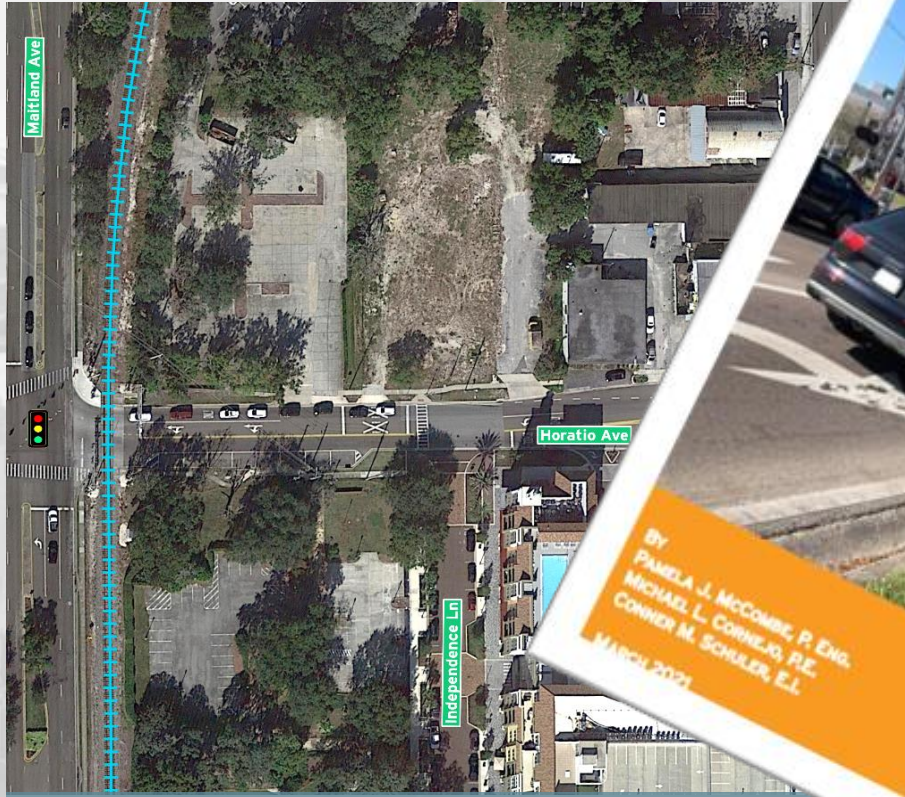 Maitland Ave
Horatio Ave
Independence Ln
BY
PAMELA J. MCCOMBE, P. ENG.
MICHAEL L. CORNEJO, P.E.
CONNER M. SCHULER, E.I.
MARCH 2021